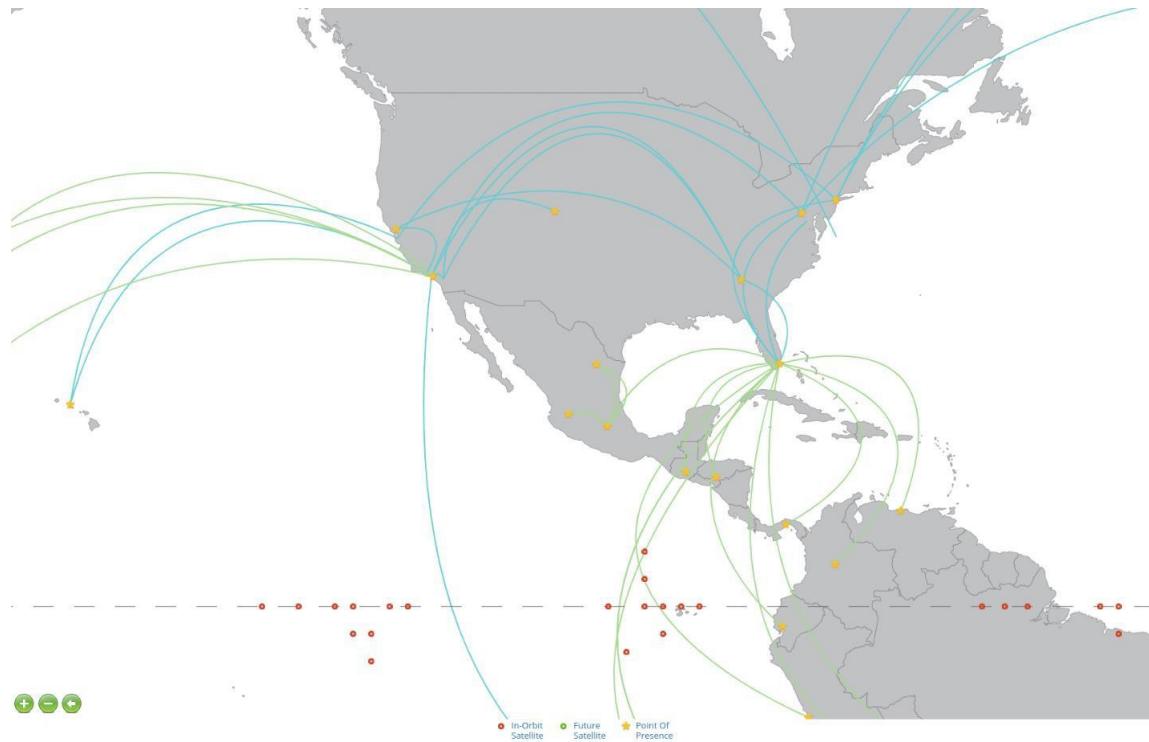 In-Orbit
Satellite
Future
Satellite
Point Of
Presence